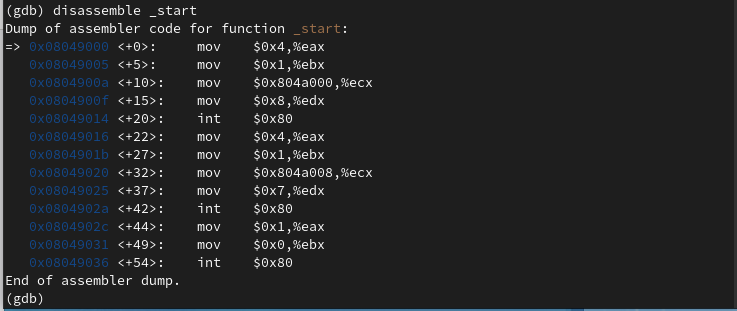 (gdb) disassemble _start
Dump of assembler code for function _start:
=> 0x08049000 <+0>:     mov    $0x4,%eax
   0x08049005 <+5>:     mov    $0x1,%ebx
   0x0804900a <+10>:    mov    $0x804a000,%ecx
   0x0804900f <+15>:    mov    $0x8,%edx
   0x08049014 <+20>:    int    $0x80
   0x08049016 <+22>:    mov    $0x4,%eax
   0x0804901b <+27>:    mov    $0x1,%ebx
   0x08049020 <+32>:    mov    $0x804a008,%ecx
   0x08049025 <+37>:    mov    $0x7,%edx
   0x0804902a <+42>:    int    $0x80
   0x0804902c <+44>:    mov    $0x1,%eax
   0x08049031 <+49>:    mov    $0x0,%ebx
   0x08049036 <+54>:    int    $0x80
End of assembler dump.
(gdb)